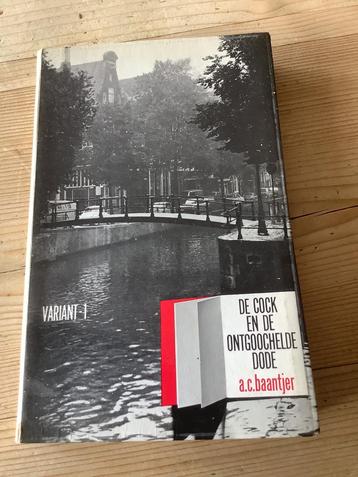 VARIANT-1
DE COCK
EN DE
ONTGOOCHELDE
DODE
a.c.baantjer